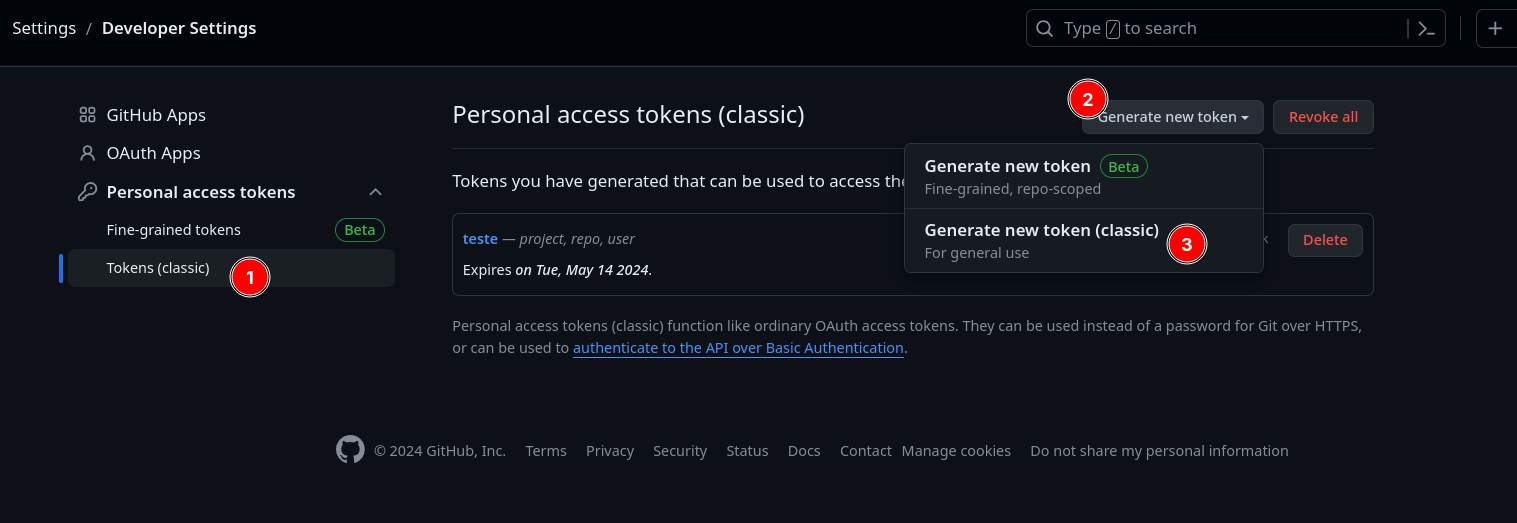 Settings / Developer Settings
Type / to search
GitHub Apps
OAuth Apps
Personal access tokens
Fine-grained tokens Beta
Tokens (classic)
1
Personal access tokens (classic)
2
Generate new token
Revoke all
Generate new token Beta
Fine-grained, repo-scoped
Generate new token (classic)
For general use
3
Tokens you have generated that can be used to access the
teste — project, repo, user
Delete
Expires on Tue, May 14 2024.
Personal access tokens (classic) function like ordinary OAuth access tokens. They can be used instead of a password for Git over HTTPS,
or can be used to authenticate to the API over Basic Authentication.
© 2024 GitHub, Inc. Terms Privacy Security Status Docs Contact Manage cookies Do not share my personal information